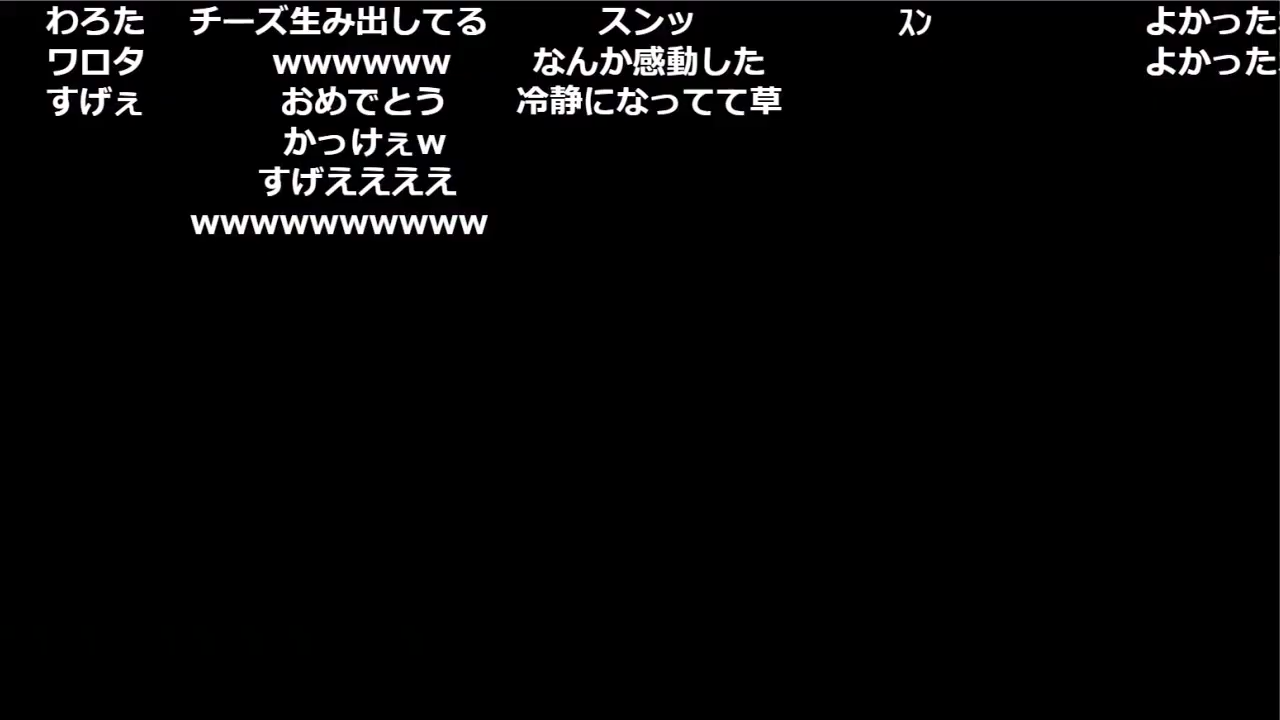 わろた チーズ生み出してる スンッ ｽﾝ よかった
ワロタ wwwwww なんか感動した よかった
すげぇ おめでとう 冷静になってて草
かっけぇw
すげええええ
wwwwwwwwww